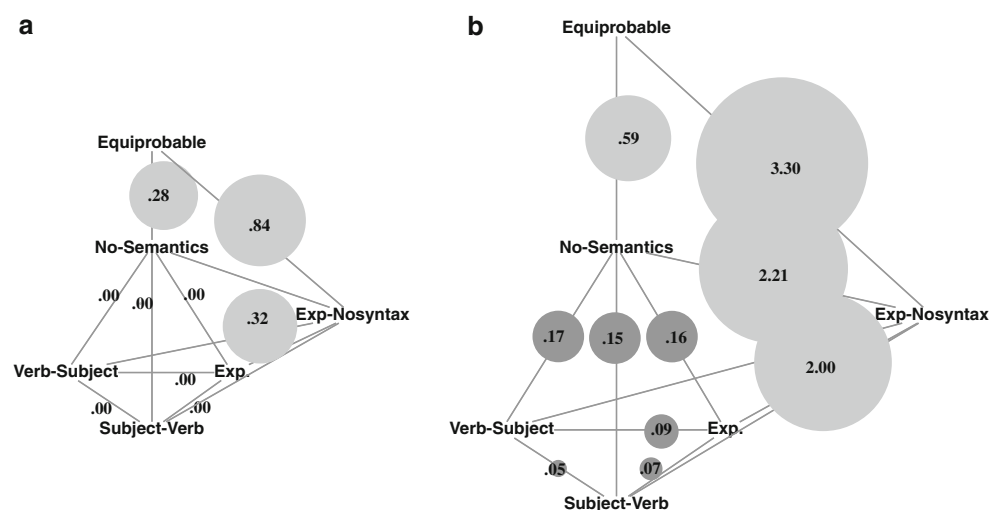 a
Equiprobable
.28
.84
No-Semantics
.00 .00 .00
.32 Exp-Nosyntax
Verb-Subject .00 Exp.
.00 .00
Subject-Verb
b
Equiprobable
.59
3.30
No-Semantics
2.21
Exp-Nosyntax
.17 .15 .16
2.00
Verb-Subject .09 Exp.
.05 .07
Subject-Verb